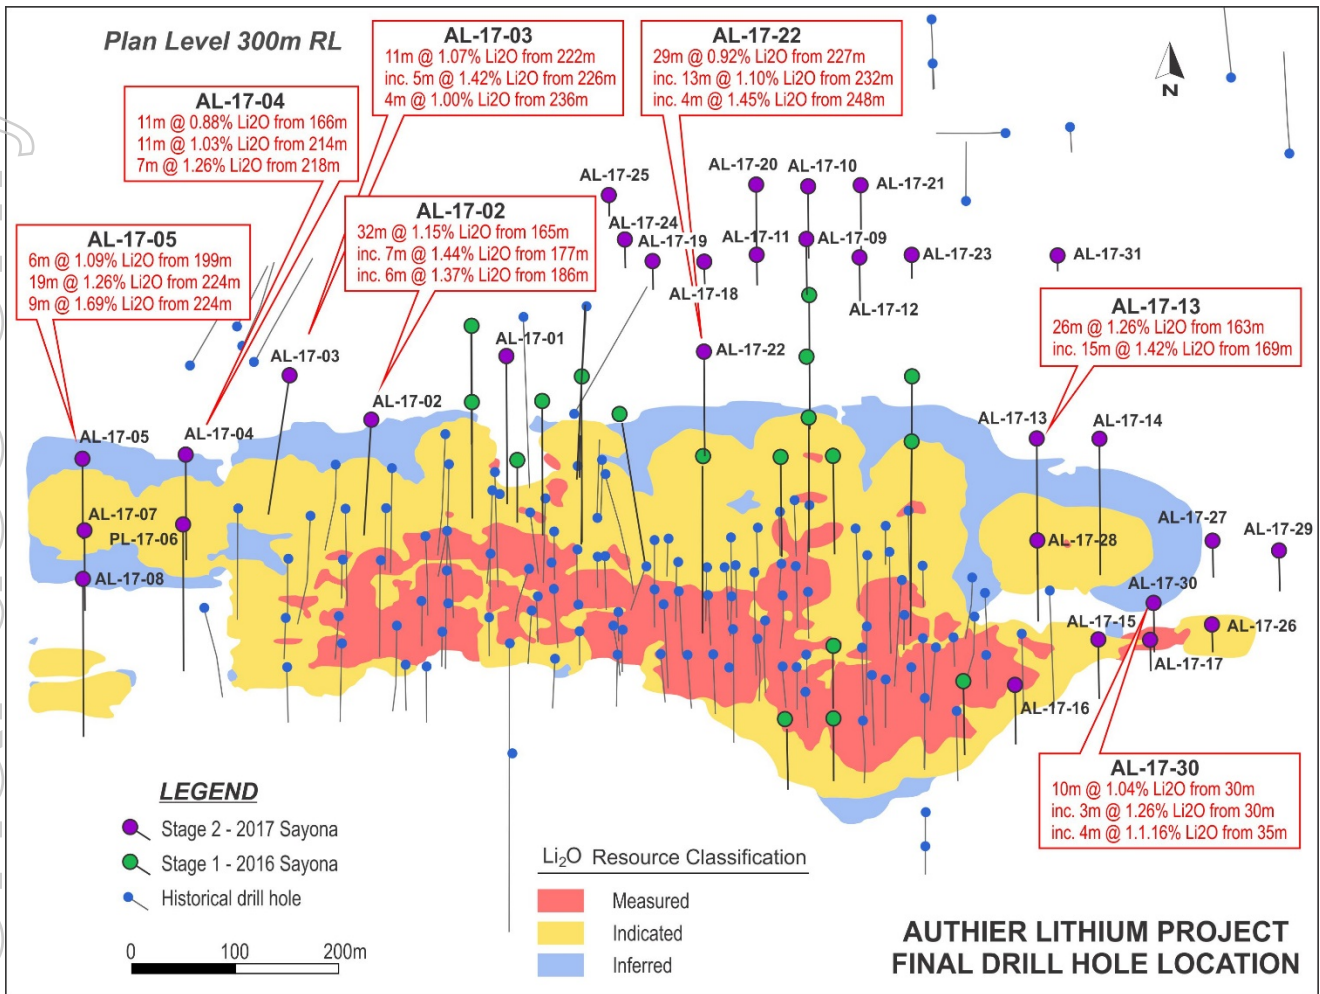 Plan Level 300m RL
AL-17-03
11m @ 1.07% Li2O from 222m
inc. 5m @ 1.42% Li2O from 226m
4m @ 1.00% Li2O from 236m
AL-17-22
29m @ 0.92% Li2O from 227m
inc. 13m @ 1.10% Li2O from 232m
inc. 4m @ 1.45% Li2O from 248m
N
AL-17-04
11m @ 0.88% Li2O from 166m
11m @ 1.03% Li2O from 214m
7m @ 1.26% Li2O from 218m
AL-17-02
32m @ 1.15% Li2O from 165m
inc. 7m @ 1.44% Li2O from 177m
inc. 6m @ 1.37% Li2O from 186m
AL-17-05
6m @ 1.09% Li2O from 199m
19m @ 1.26% Li2O from 224m
9m @ 1.69% Li2O from 224m
AL-17-25
AL-17-20
AL-17-10
AL-17-21
AL-17-24
AL-17-19
AL-17-11
AL-17-09
AL-17-23
AL-17-31
AL-17-18
AL-17-12
AL-17-13
26m @ 1.26% Li2O from 163m
inc. 15m @ 1.42% Li2O from 169m
AL-17-03
AL-17-01
AL-17-22
AL-17-02
AL-17-05
AL-17-04
AL-17-13
AL-17-14
AL-17-07
PL-17-06
AL-17-08
AL-17-28
AL-17-27
AL-17-29
AL-17-30
AL-17-15
AL-17-26
AL-17-17
AL-17-16
AL-17-30
10m @ 1.04% Li2O from 30m
inc. 3m @ 1.26% Li2O from 30m
inc. 4m @ 1.1.16% Li2O from 35m
LEGEND
Stage 2 - 2017 Sayona
Stage 1 - 2016 Sayona
Historical drill hole
0 100 200m
Li₂O Resource Classification
Measured
Indicated
Inferred
AUTHIER LITHIUM PROJECT
FINAL DRILL HOLE LOCATION